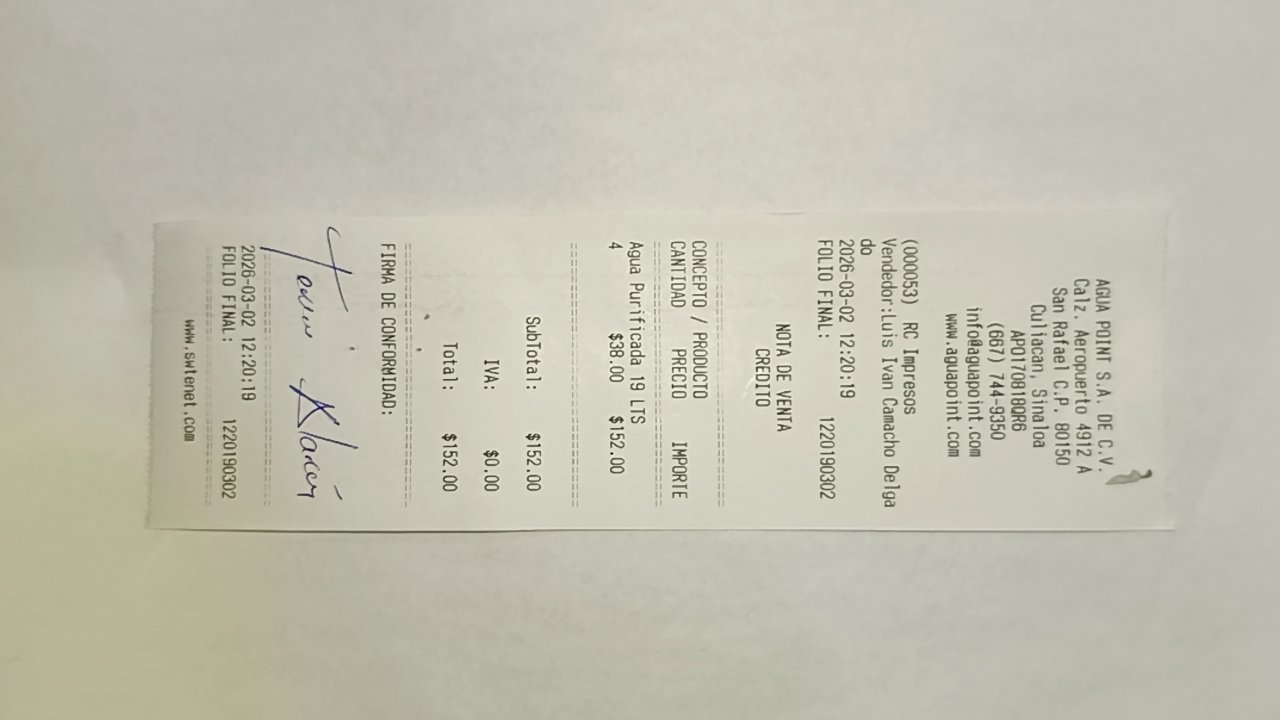 AGUA POINT S.A. DE C.V.
Calz. Aeropuerto 4912 A
San Rafael C.P. 80150
Culiacan, Sinaloa
APO170818QR6
(667) 744-9350
info@aguapoint.com
www.aguapoint.com
(000053) RC Impresos
Vendedor:Luis Ivan Camacho Delga
do
2026-03-02 12:20:19
FOLIO FINAL: 1220190302
NOTA DE VENTA
CREDITO
CONCEPTO / PRODUCTO
CANTIDAD PRECIO IMPORTE
Agua Purificada 19 LTS
4 $38.00 $152.00
SubTotal: $152.00
IVA: $0.00
Total: $152.00
FIRMA DE CONFORMIDAD:
2026-03-02 12:20:19
FOLIO FINAL: 1220190302
www.swtenet.com